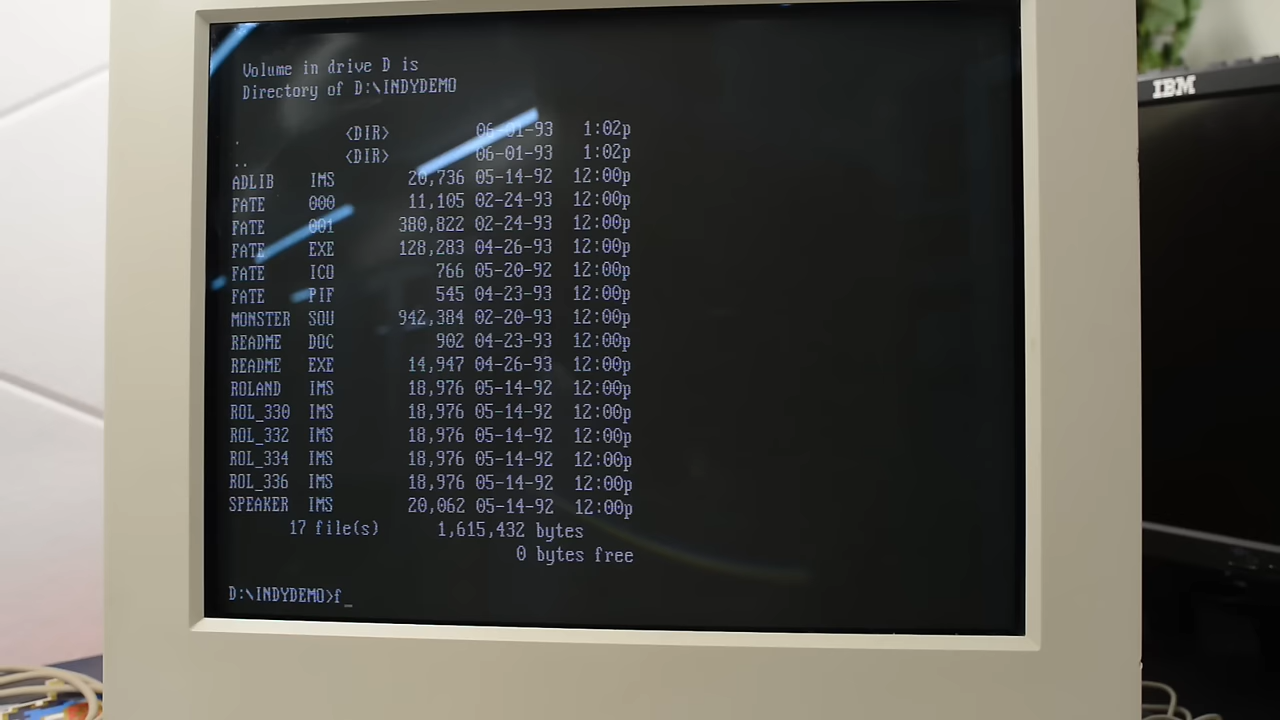 Volume in drive D is
Directory of D:\INDYDEMO
. <DIR> 06-01-93 1:02p
.. <DIR> 06-01-93 1:02p
ADLIB IMS 20,736 05-14-92 12:00p
FATE 000 11,105 02-24-93 12:00p
FATE 001 380,822 02-24-93 12:00p
FATE EXE 128,283 04-26-93 12:00p
FATE ICO 766 05-20-92 12:00p
FATE PIF 545 04-23-93 12:00p
MONSTER SOU 942,384 02-20-93 12:00p
README DOC 902 04-23-93 12:00p
README EXE 14,947 04-26-93 12:00p
ROLAND IMS 18,976 05-14-92 12:00p
ROL_330 IMS 18,976 05-14-92 12:00p
ROL_332 IMS 18,976 05-14-92 12:00p
ROL_334 IMS 18,976 05-14-92 12:00p
ROL_336 IMS 18,976 05-14-92 12:00p
SPEAKER IMS 20,062 05-14-92 12:00p
17 file(s) 1,615,432 bytes
0 bytes free
D:\INDYDEMO>f_
IBM